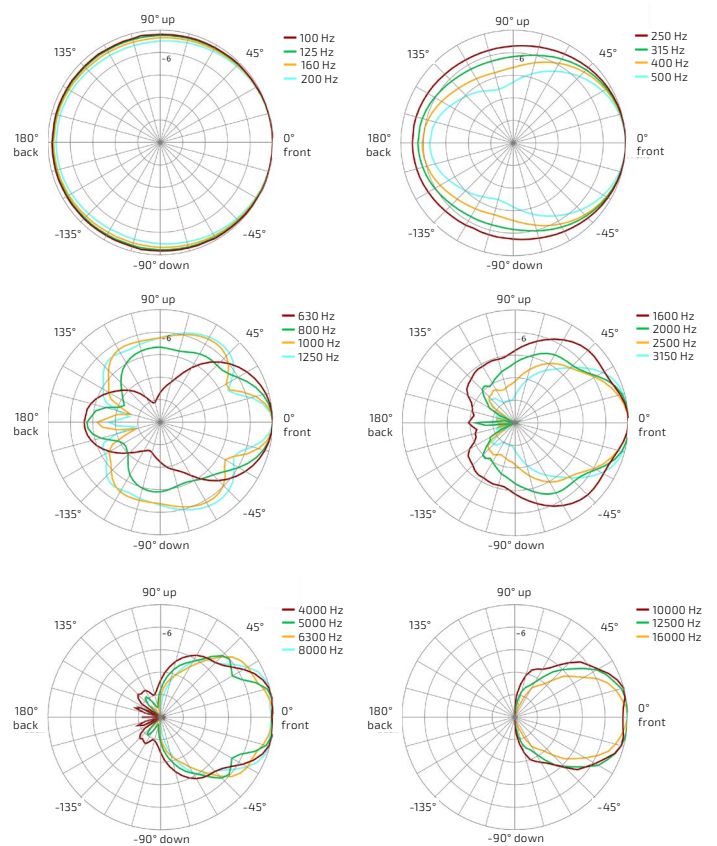 90° up
135°
45°
-6
180°
back
0°
front
-135°
-45°
-90° down
100 Hz
125 Hz
160 Hz
200 Hz
90° up
135°
45°
-6
180°
back
0°
front
-135°
-45°
-90° down
250 Hz
315 Hz
400 Hz
500 Hz
90° up
135°
45°
-6
180°
back
0°
front
-135°
-45°
-90° down
630 Hz
800 Hz
1000 Hz
1250 Hz
90° up
135°
45°
-6
180°
back
0°
front
-135°
-45°
-90° down
1600 Hz
2000 Hz
2500 Hz
3150 Hz
90° up
135°
45°
-6
180°
back
0°
front
-135°
-45°
-90° down
4000 Hz
5000 Hz
6300 Hz
8000 Hz
90° up
135°
45°
-6
180°
back
0°
front
-135°
-45°
-90° down
10000 Hz
12500 Hz
16000 Hz